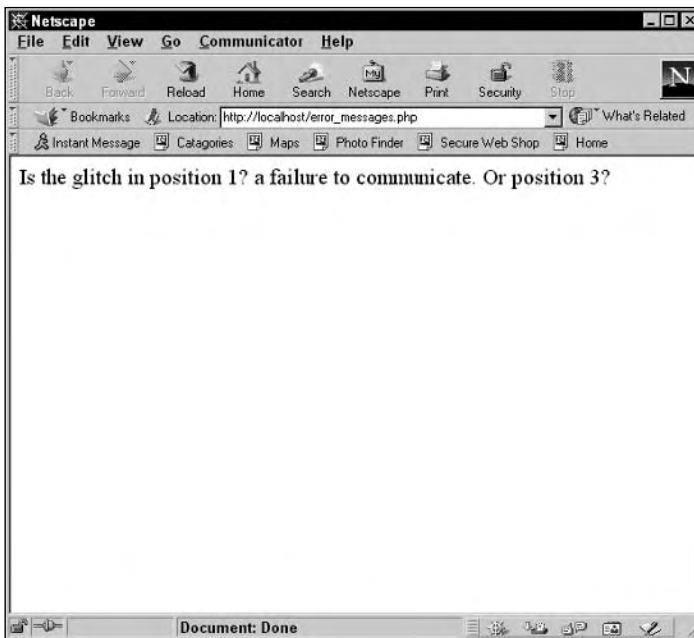 Netscape
File Edit View Go Communicator Help
My N
Back Forward Reload Home Search Netscape Print Security Stop
Bookmarks Location: http://localhost/error_messages.php What's Related
Instant Message Catagories Maps Photo Finder Secure Web Shop Home
Is the glitch in position 1? a failure to communicate. Or position 3?
Document: Done